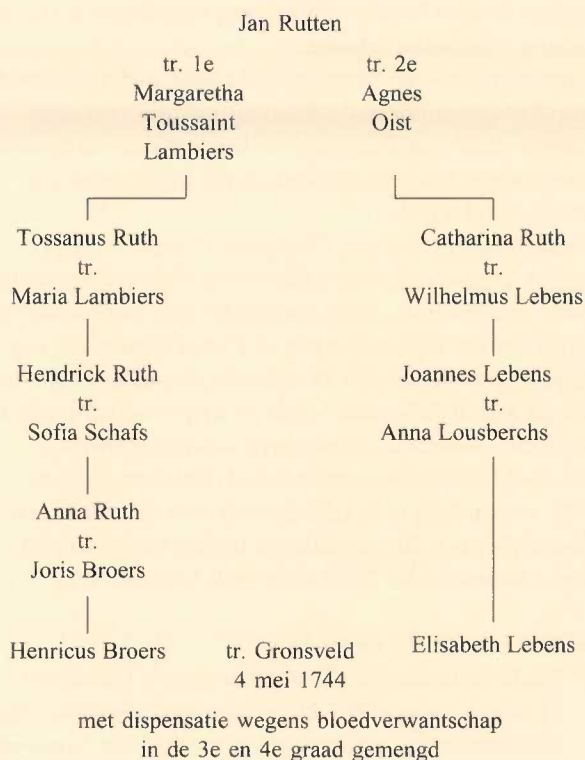 Jan Rutten
tr. 1e
Margaretha
Toussaint
Lambiers
tr. 2e
Agnes
Oist
Tossanus Ruth
tr.
Maria Lambiers
Catharina Ruth
tr.
Wilhelmus Lebens
Hendrick Ruth
tr.
Sofia Schafs
Joannes Lebens
tr.
Anna Lousberchs
Anna Ruth
tr.
Joris Broers
Henricus Broers
tr. Gronsveld
4 mei 1744
Elisabeth Lebens
met dispensatie wegens bloedverwantschap
in de 3e en 4e graad gemengd